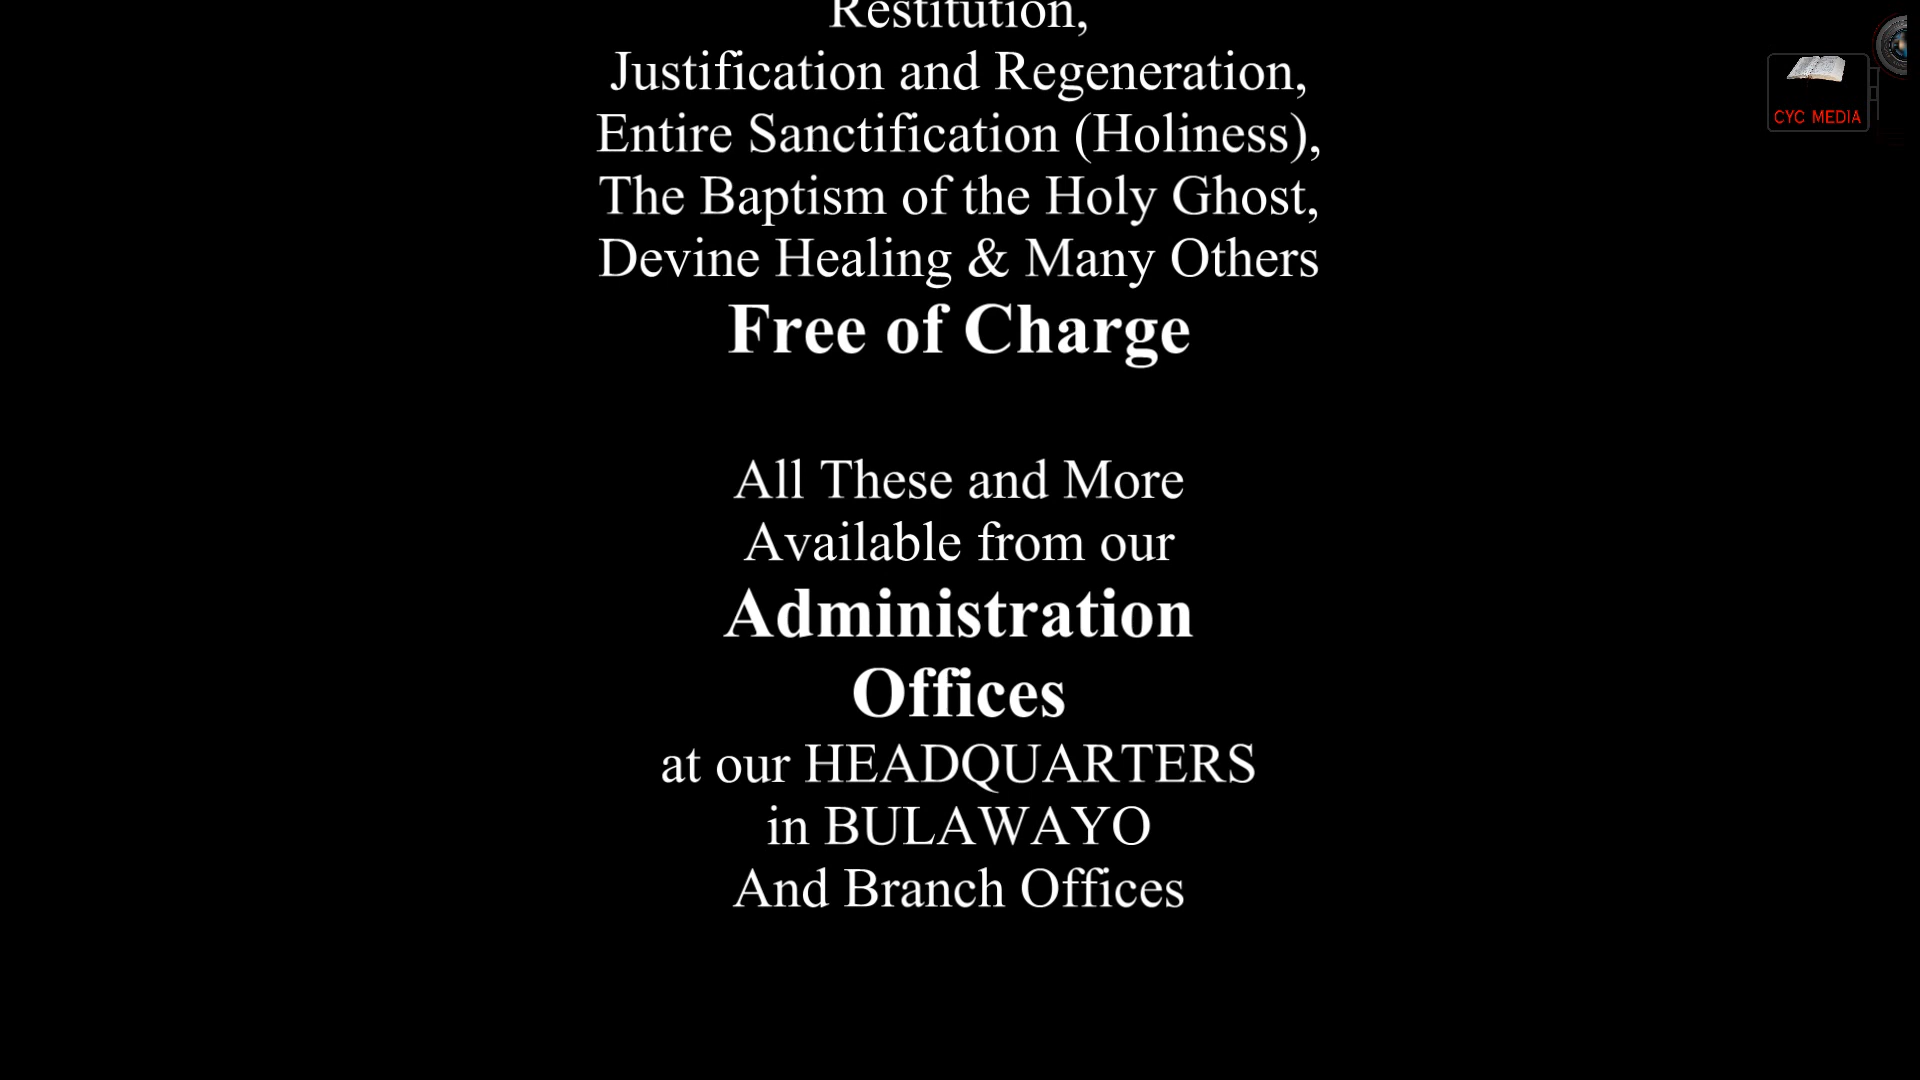 Restitution,
Justification and Regeneration,
Entire Sanctification (Holiness),
The Baptism of the Holy Ghost,
Devine Healing & Many Others
Free of Charge
All These and More
Available from our
Administration
Offices
at our HEADQUARTERS
in BULAWAYO
And Branch Offices
CYC MEDIA